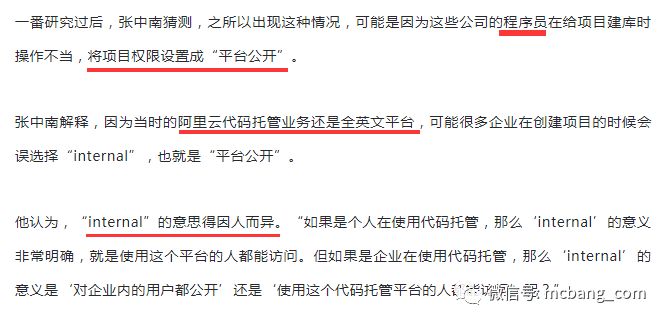 一番研究过后，张中南猜测，之所以出现这种情况，可能是因为这些公司的程序员在给项目建库时
操作不当，将项目权限设置成“平台公开”。
张中南解释，因为当时的阿里云代码托管业务还是全英文平台，可能很多企业在创建项目的时候会
误选择“internal”，也就是“平台公开”。
他认为，“internal”的意思得因人而异。“如果是个人在使用代码托管，那么‘internal’的意义
非常明确，就是使用这个平台的人都能访问。但如果是企业在使用代码托管，那么‘internal’的
意义是‘对企业内的用户都公开’还是‘使用这个代码托管平台的人
微信号: mcbang_com